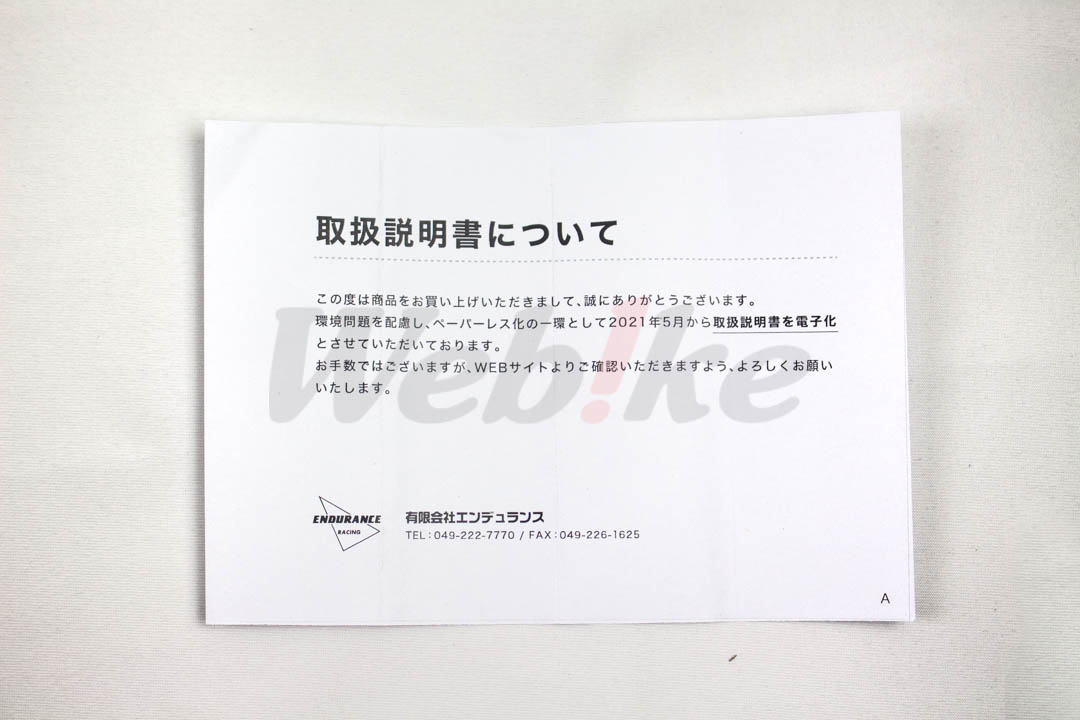 取扱説明書について
この度は商品をお買い上げいただきまして、誠にありがとうございます。
環境問題を配慮し、ペーパーレス化の一環として2021年5月から取扱説明書を電子化
とさせていただいております。
お手数ではございますが、WEBサイトよりご確認いただきますよう、よろしくお願い
いたします。
Web!ke
ENDURANCE
RACING
有限会社エンデュランス
TEL:049-222-7770 / FAX:049-226-1625
A